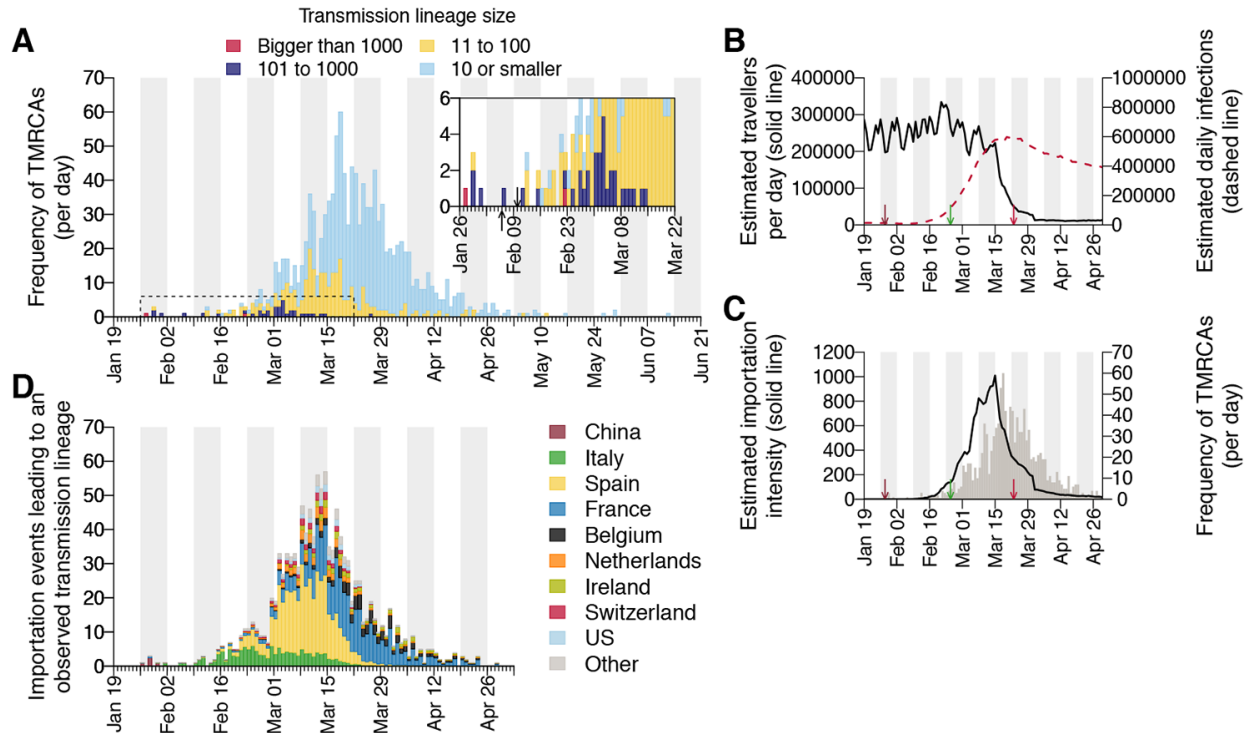 Transmission lineage size
A
Bigger than 1000
11 to 100
101 to 1000
10 or smaller
Frequency of TMRCAs
(per day)
70
60
50
40
30
20
10
0
Jan 19
Feb 02
Feb 16
Mar 01
Mar 15
Mar 29
Apr 12
Apr 26
May 10
May 24
Jun 07
Jun 21
6
4
2
0
Jan 26
Feb 09
Feb 23
Mar 08
Mar 22
B
Estimated travellers
per day (solid line)
400000
300000
200000
100000
0
1000000
800000
600000
400000
200000
0
Estimated daily infections
(dashed line)
Jan 19
Feb 02
Feb 16
Mar 01
Mar 15
Mar 29
Apr 12
Apr 26
C
Estimated importation
intensity (solid line)
1200
1000
800
600
400
200
0
70
60
50
40
30
20
10
0
Frequency of TMRCAs
(per day)
Jan 19
Feb 02
Feb 16
Mar 01
Mar 15
Mar 29
Apr 12
Apr 26
D
Importation events leading to an
observed transmission lineage
70
60
50
40
30
20
10
0
Jan 19
Feb 02
Feb 16
Mar 01
Mar 15
Mar 29
Apr 12
Apr 26
China
Italy
Spain
France
Belgium
Netherlands
Ireland
Switzerland
US
Other